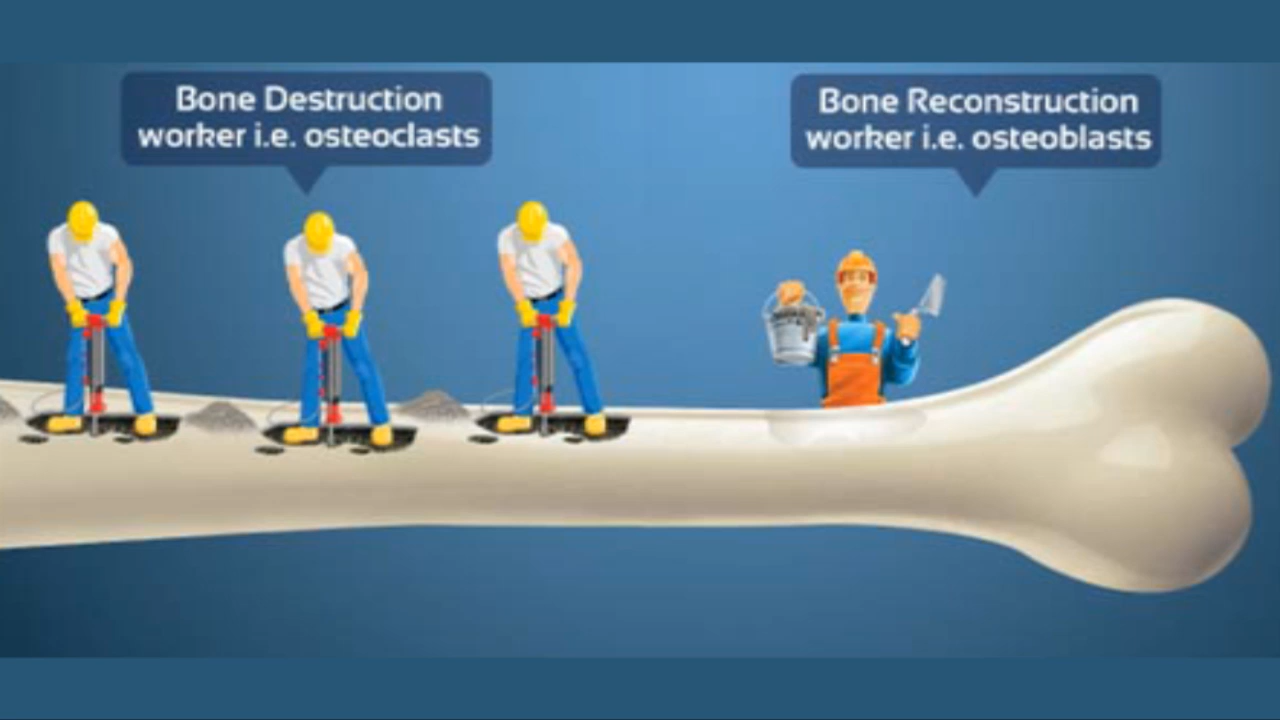 Bone Destruction
worker i.e. osteoclasts
Bone Reconstruction
worker i.e. osteoblasts